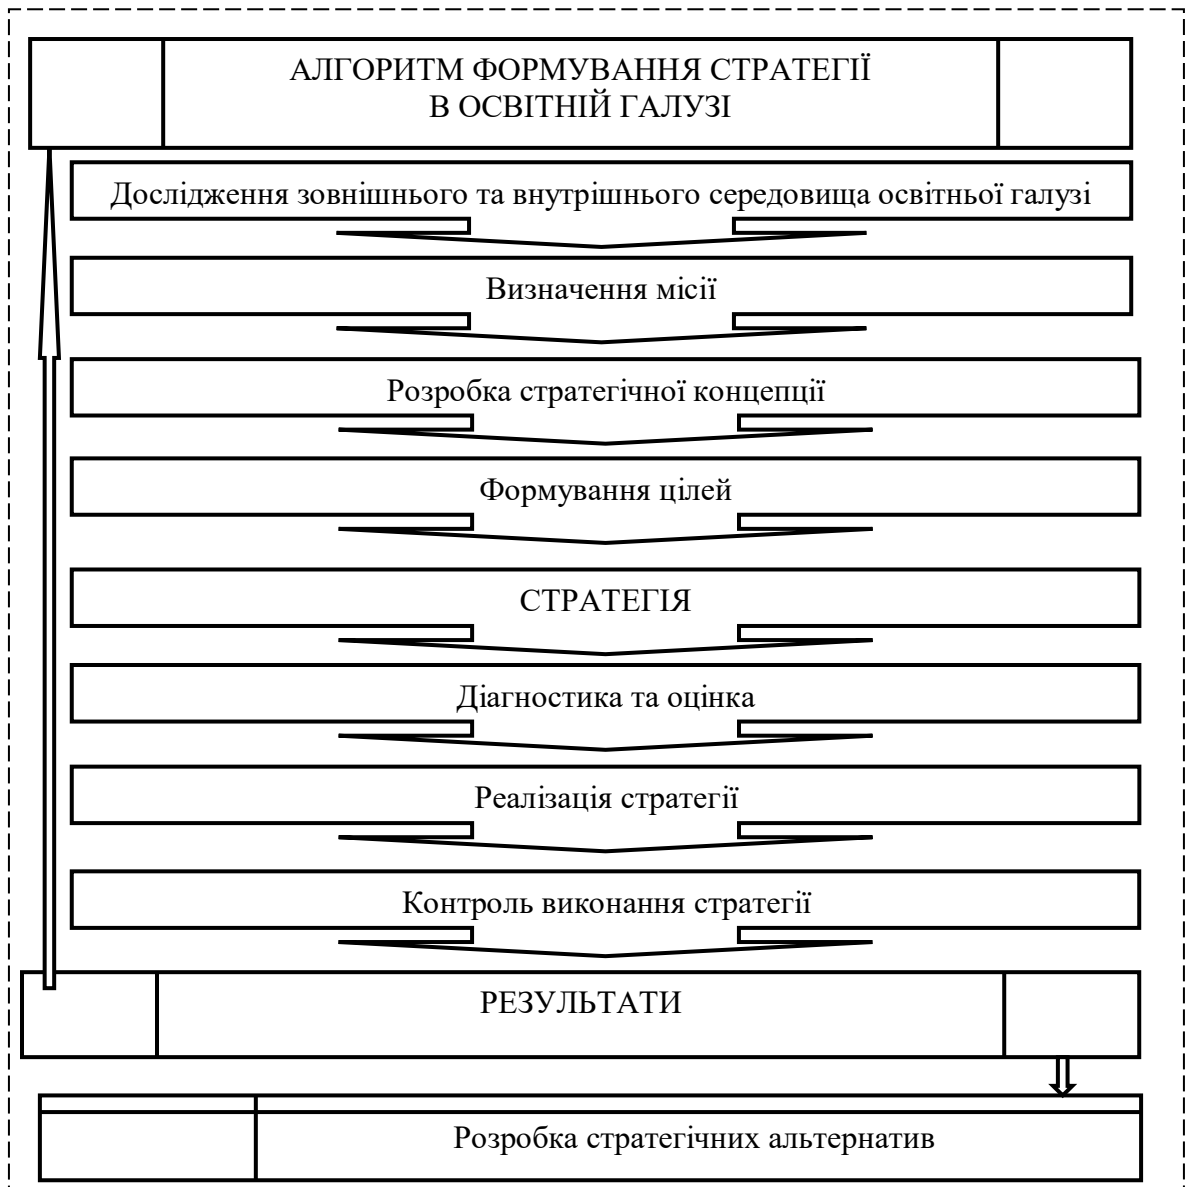 АЛГОРИТМ ФОРМУВАННЯ СТРАТЕГІЇ
В ОСВІТНІЙ ГАЛУЗІ
Дослідження зовнішнього та внутрішнього середовища освітньої галузі
Визначення місії
Розробка стратегічної концепції
Формування цілей
СТРАТЕГІЯ
Діагностика та оцінка
Реалізація стратегії
Контроль виконання стратегії
РЕЗУЛЬТАТИ
Розробка стратегічних альтернатив